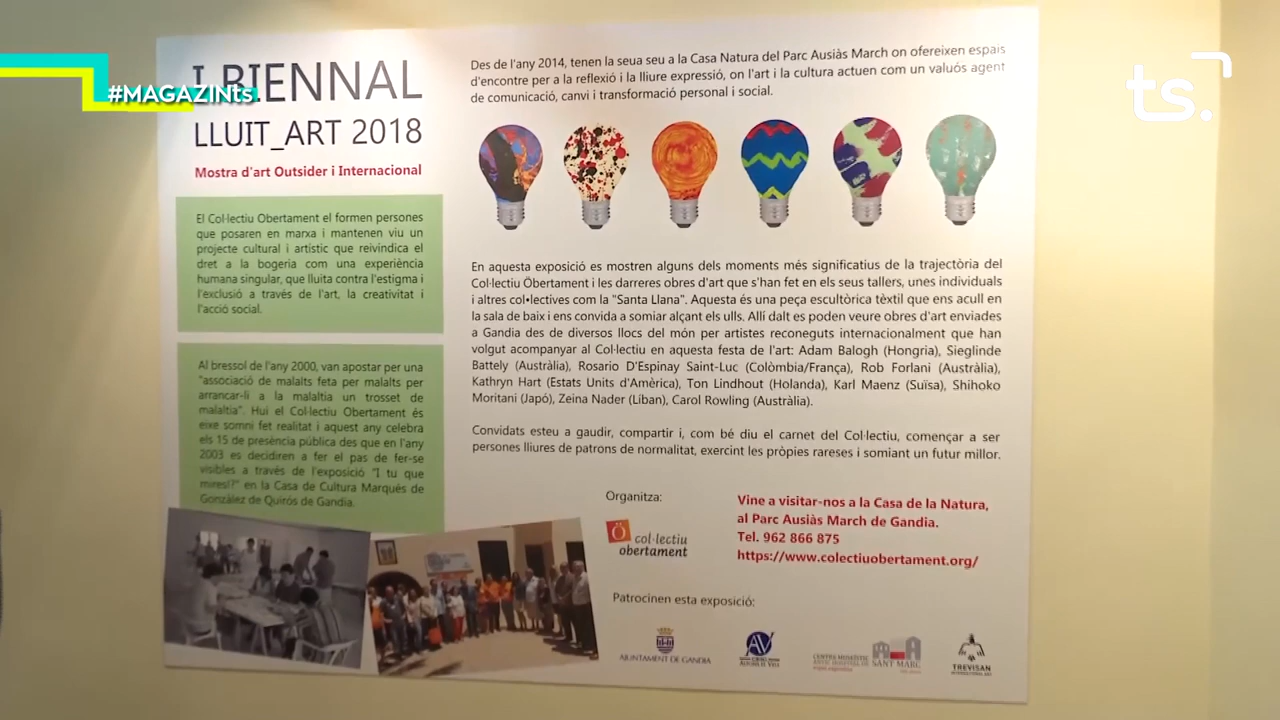 #MAGAZINts
ts.
I BIENNAL
LLUIT_ART 2018
Mostra d'art Outsider i Internacional
El Col·lectiu Obertament el formen persones
que posaren en marxa i mantenen viu un
projecte cultural i artístic que reivindica el
dret a la bogeria com una experiència
humana singular, que lluita contra l'estigma i
l'exclusió a través de l'art, la creativitat i
l'acció social.
Al bressol de l'any 2000, van apostar per una
"associació de malalts feta per malalts per
arrancar-li a la malaltia un trosset de
malaltia". Hui el Col·lectiu Obertament és
eixe somni fet realitat i aquest any celebra
els 15 de presència pública des que en l'any
2003 es decidiren a fer el pas de fer-se
visibles a través de l'exposició "I tu que
mires!?" en la Casa de Cultura Marqués de
González de Quirós de Gandia.
Des de l'any 2014, tenen la seua seu a la Casa Natura del Parc Ausiàs March on ofereixen espais
d'encontre per a la reflexió i la lliure expressió, on l'art i la cultura actuen com un valuós agent
de comunicació, canvi i transformació personal i social.
En aquesta exposició es mostren alguns dels moments més significatius de la trajectòria del
Col·lectiu Obertament i les darreres obres d'art que s'han fet en els seus tallers, unes individuals
i altres col•lectives com la "Santa Llana". Aquesta és una peça escultòrica tèxtil que ens acull en
la sala de baix i ens convida a somiar alçant els ulls. Allí dalt es poden veure obres d'art enviades
a Gandia des de diversos llocs del món per artistes reconeguts internacionalment que han
volgut acompanyar al Col·lectiu en aquesta festa de l'art: Adam Balogh (Hongria), Sieglinde
Battely (Austràlia), Rosario D'Espinay Saint-Luc (Colòmbia/França), Rob Forlani (Austràlia),
Kathryn Hart (Estats Units d'Amèrica), Ton Lindhout (Holanda), Karl Maenz (Suïsa), Shihoko
Moritani (Japó), Zeina Nader (Líban), Carol Rowling (Austràlia).
Convidats esteu a gaudir, compartir i, com bé diu el carnet del Col·lectiu, començar a ser
persones lliures de patrons de normalitat, exercint les pròpies rareses i somiant un futur millor.
Organitza:
col·lectiu
obertament
Vine a visitar-nos a la Casa de la Natura,
al Parc Ausiàs March de Gandia.
Tel. 962 866 875
https://www.colectiuobertament.org/
Patrocinen esta exposició:
AJUNTAMENT DE GANDIA
AV
SANT MARC
TREVISAN